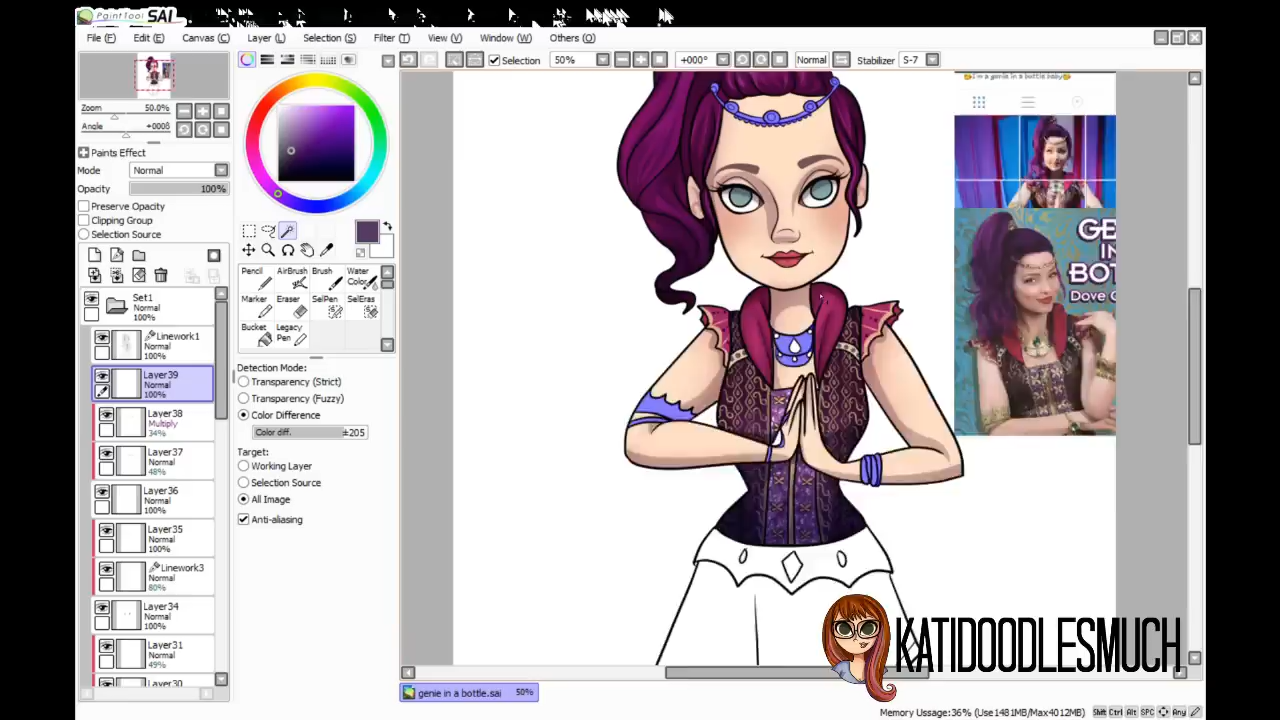 PaintTool SAI
File (F) Edit (E) Canvas (C) Layer (L) Selection (S) Filter (T) View (V) Window (W) Others (O)
Selection 50% +000° Normal Stabilizer S-7
Zoom 50.0%
Angle +000δ
Paints Effect
Mode Normal
Opacity 100%
Preserve Opacity
Clipping Group
Selection Source
Set1
Normal
100%
Linework1
Normal
100%
Layer39
Normal
100%
Layer38
Multiply
34%
Layer37
Normal
48%
Layer36
Normal
100%
Layer35
Normal
100%
Linework3
Normal
80%
Layer34
Normal
100%
Layer31
Normal
49%
Layer30
Pencil AirBrush Brush Water Color
Marker Eraser SelPen SelEras
Bucket Legacy Pen
Detection Mode:
Transparency (Strict)
Transparency (Fuzzy)
Color Difference
Color diff. ±205
Target:
Working Layer
Selection Source
All Image
Anti-aliasing
I'm a genie in a bottle baby
GE
IN
BOT
Dove C
KATIDOODLESMUCH
genie in a bottle.sai 50%
Memory Usage:36% (Use1481MB/Max4012MB) Shift Ctrl Alt SPC Any